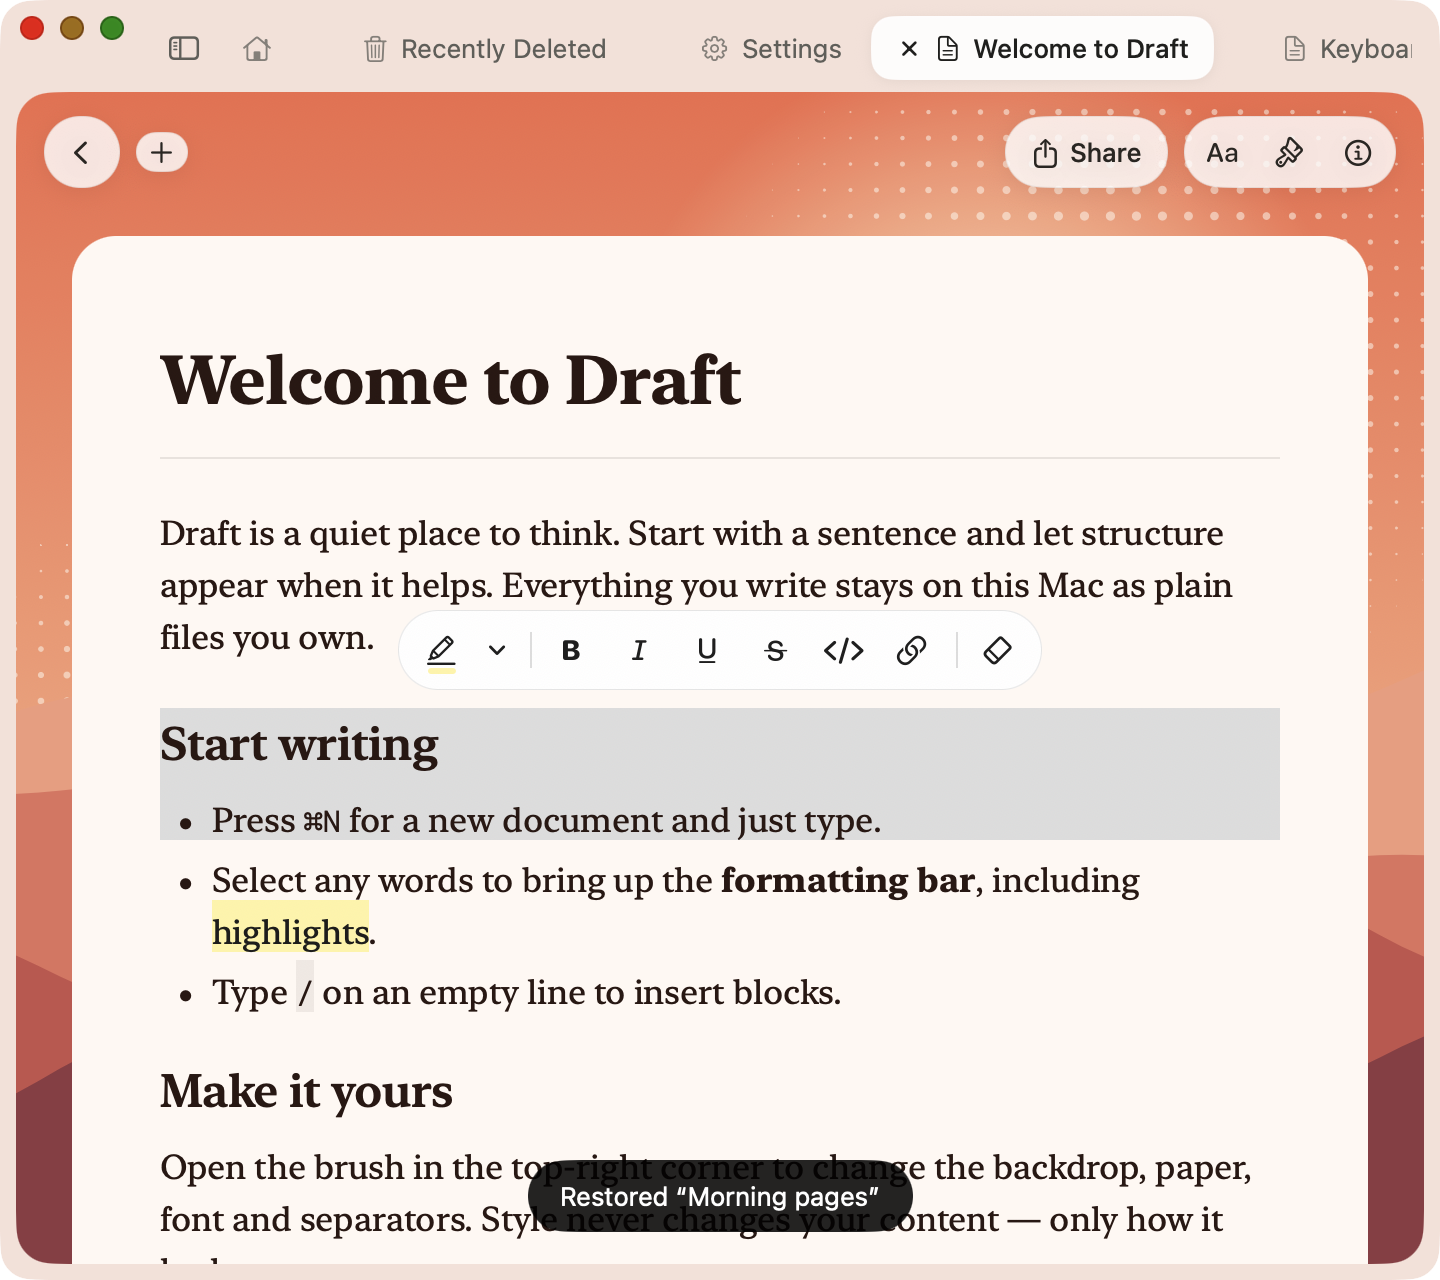 Recently Deleted
Settings
Welcome to Draft
Share
Aa
Welcome to Draft
Draft is a quiet place to think. Start with a sentence and let structure
appear when it helps. Everything you write stays on this Mac as plain
files you own.
B I U S </>
Start writing
• Press ⌘N for a new document and just type.
• Select any words to bring up the formatting bar, including
highlights.
• Type / on an empty line to insert blocks.
Make it yours
Open the brush in the top-right corner to change the backdrop, paper,
font and separators. Style never changes your content — only how it
Restored “Morning pages”